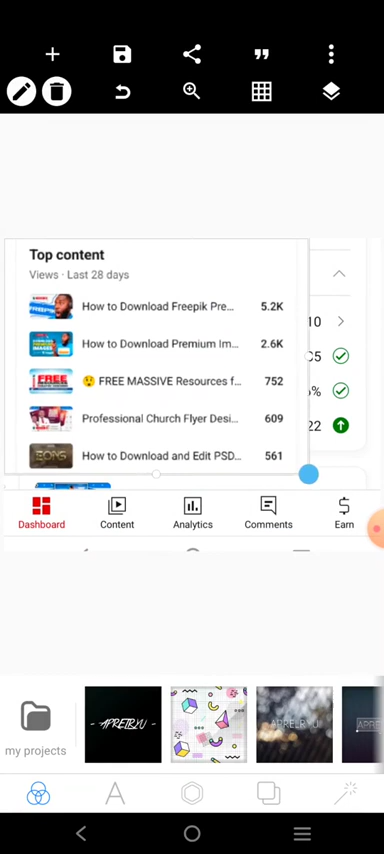 Top content
Views · Last 28 days
How to Download Freepik Pre... 5.2K
10
How to Download Premium Im... 2.6K
FREE MASSIVE Resources f... 752
Professional Church Flyer Desi... 609
22
How to Download and Edit PSD... 561
Dashboard Content Analytics Comments Earn
my projects